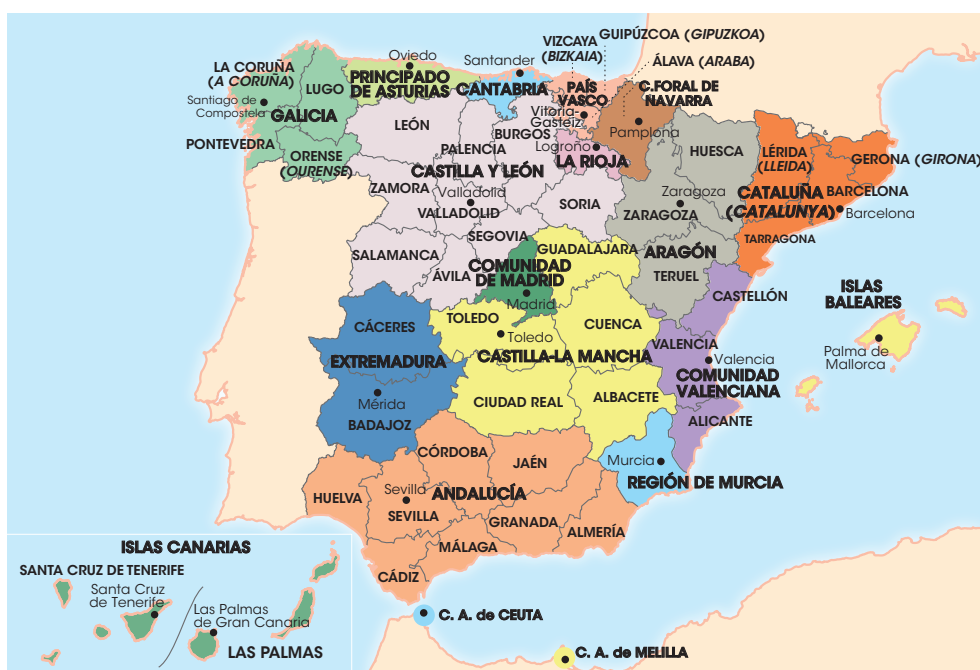 GUIPÚZCOA (GIPUZKOA)
VIZCAYA
(BIZKAIA)
ÁLAVA (ARABA)
Oviedo
Santander
LA CORUÑA
(A CORUÑA)
LUGO
PRINCIPADO
DE ASTURIAS
CANTABRIA
PAÍS
VASCO
C.FORAL DE
NAVARRA
Santiago de
Compostela
GALICIA
Vitoria-
Gasteiz
Pamplona
LEÓN
BURGOS
PALENCIA
Logroño
LA RIOJA
PONTEVEDRA
ORENSE
(OURENSE)
HUESCA
LÉRIDA
(LLEIDA)
GERONA (GIRONA)
CASTILLA Y LEÓN
ZAMORA
Valladolid
VALLADOLID
SORIA
Zaragoza
ZARAGOZA
CATALUÑA
(CATALUNYA)
BARCELONA
Barcelona
TARRAGONA
SEGOVIA
SALAMANCA
ÁVILA
GUADALAJARA
ARAGÓN
TERUEL
COMUNIDAD
DE MADRID
Madrid
CASTELLÓN
ISLAS
BALEARES
CÁCERES
TOLEDO
Toledo
CUENCA
VALENCIA
Valencia
Palma de
Mallorca
EXTREMADURA
CASTILLA-LA MANCHA
COMUNIDAD
VALENCIANA
Mérida
BADAJOZ
CIUDAD REAL
ALBACETE
ALICANTE
CÓRDOBA
JAÉN
Murcia
REGIÓN DE MURCIA
HUELVA
Sevilla
SEVILLA
ANDALUCÍA
GRANADA
ALMERÍA
MÁLAGA
CÁDIZ
ISLAS CANARIAS
SANTA CRUZ DE TENERIFE
Santa Cruz
de Tenerife
Las Palmas
de Gran Canaria
LAS PALMAS
C. A. de CEUTA
C. A. de MELILLA